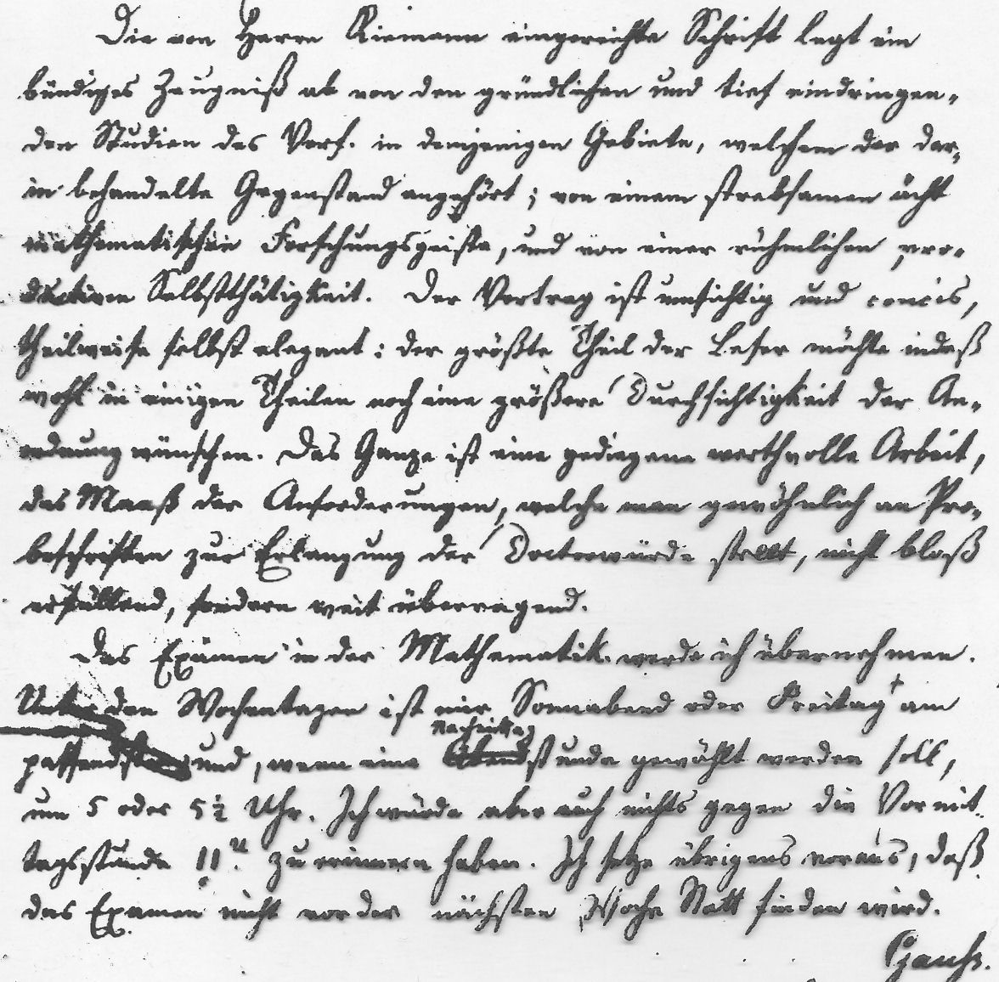 Die von Herrn Riemann eingereichte Schrift legt ein
bündiges Zeugniß ab von den gründlichen und tief eindringen-
den Studien des Verf. in demjenigen Gebiete, welchem der dar-
in behandelte Gegenstand angehört; von einem strebsamen ächt
mathematischen Forschungsgeiste, und von einer rühmlichen pro-
ductiven Selbstthätigkeit. Der Vortrag ist umsichtig und concis,
theilweise selbst elegant: der größte Theil der Leser möchte indeß
wohl in einigen Theilen noch eine größere Durchsichtigkeit der An-
ordnung wünschen. Das Ganze ist eine gediegene werthvolle Arbeit,
das Maaß der Anforderungen, welche man gewöhnlich an Pro-
beschriften zur Erlangung der Doctorwürde stellt, nicht bloß
erfüllend, sondern weit überragend.
Das Examen in der Mathematik werde ich übernehmen.
Unter den Wochentagen ist mir Sonnabend oder Freitag + am
Nachmittag
passendsten und, wenn eine Abendstunde gewählt werden soll,
um 5 oder 5½ Uhr. Ich würde aber auch nichts gegen die Vormit-
tagsstunde 11 u. zu erinnern haben. Ich setze übrigens voraus, daß
das Examen nicht vor der nächsten Woche Statt finden wird.
Gauß.